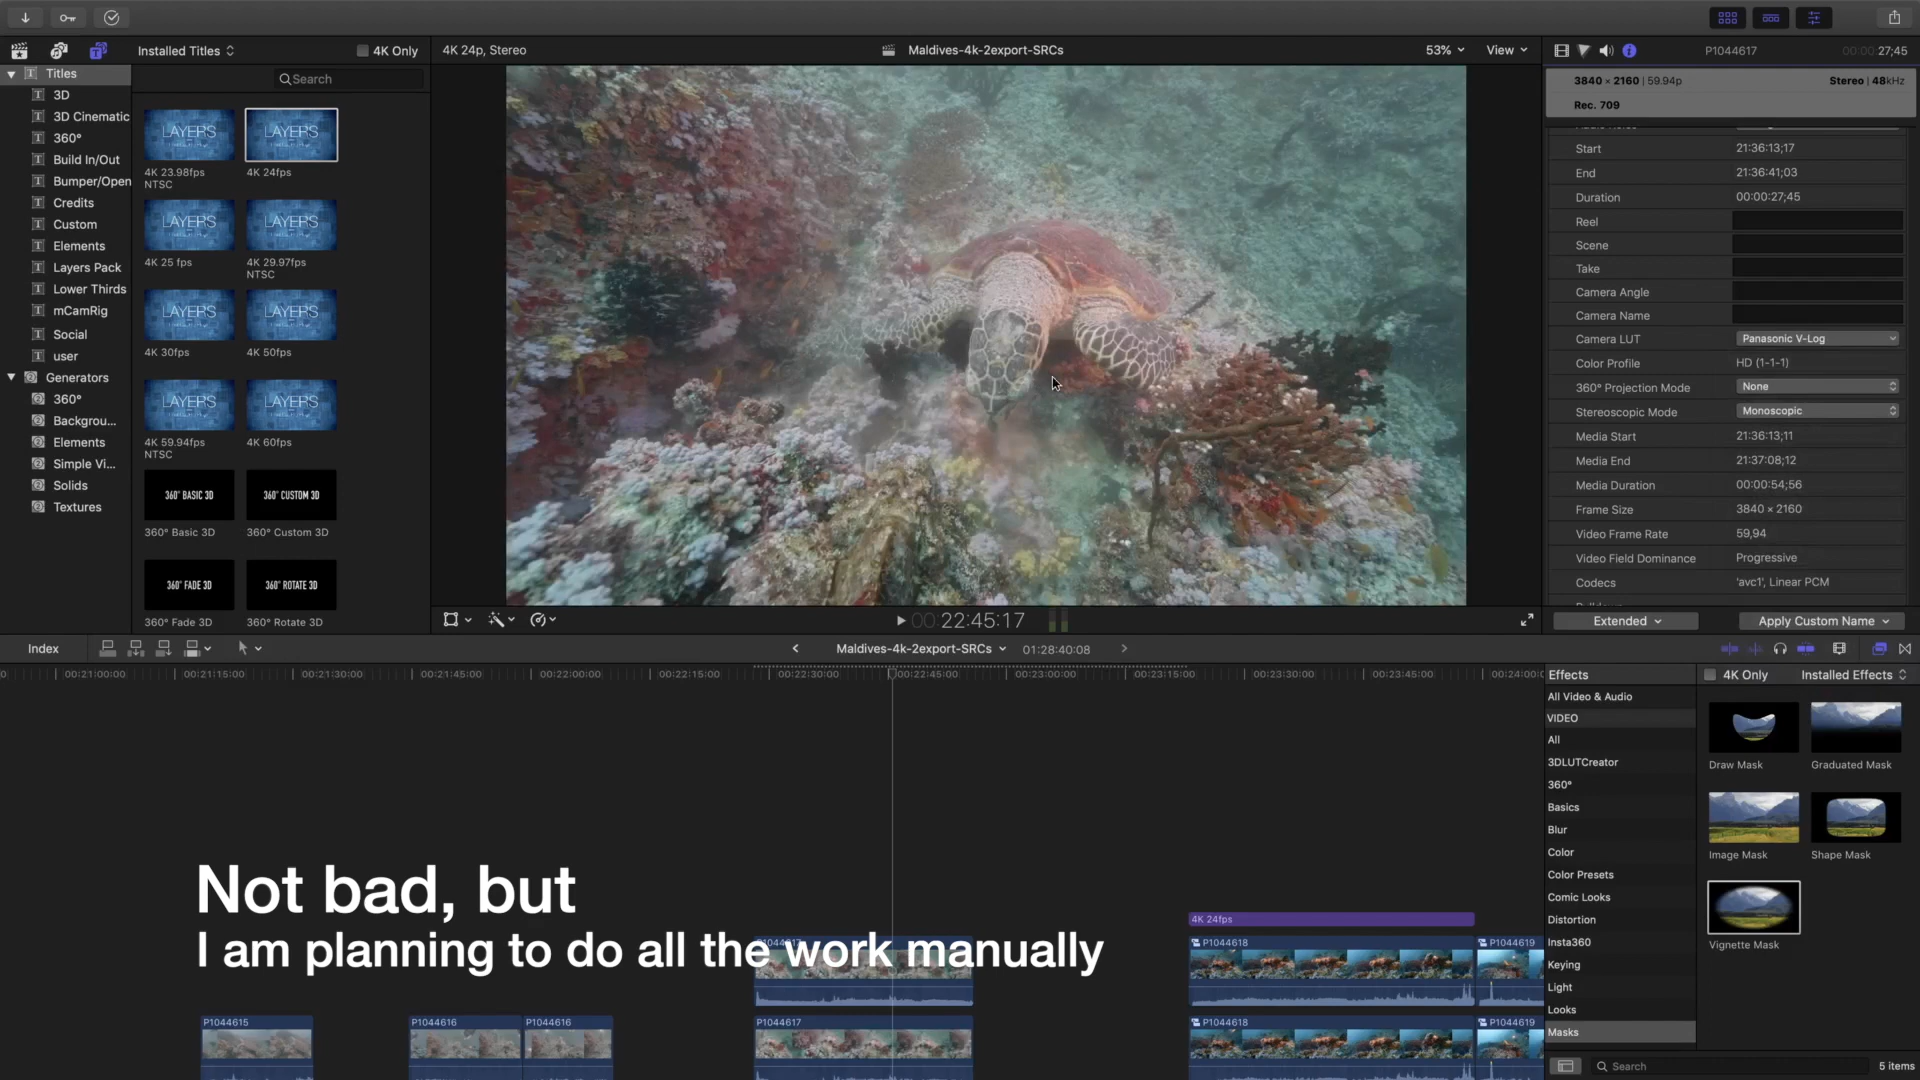 Installed Titles
4K Only
4K 24p, Stereo
Maldives-4k-2export-SRCs
53%
View
P1044617
00:00:27;45
Titles
3D
3D Cinematic
360°
Build In/Out
Bumper/Open
Credits
Custom
Elements
Layers Pack
Lower Thirds
mCamRig
Social
user
Generators
360°
Backgrou...
Elements
Simple Vi...
Solids
Textures
Search
LAYERS
LAYERS
4K 23.98fps NTSC
4K 24fps
LAYERS
LAYERS
4K 25 fps
4K 29.97fps NTSC
LAYERS
LAYERS
4K 30fps
4K 50fps
LAYERS
LAYERS
4K 59.94fps NTSC
4K 60fps
360° BASIC 3D
360° CUSTOM 3D
360° Basic 3D
360° Custom 3D
360° FADE 3D
360° ROTATE 3D
360° Fade 3D
360° Rotate 3D
3840 × 2160 | 59.94p
Stereo | 48kHz
Rec. 709
Start 21:36:13;17
End 21:36:41;03
Duration 00:00:27;45
Reel
Scene
Take
Camera Angle
Camera Name
Camera LUT Panasonic V-Log
Color Profile HD (1-1-1)
360° Projection Mode None
Stereoscopic Mode Monoscopic
Media Start 21:36:13;11
Media End 21:37:08;12
Media Duration 00:00:54;56
Frame Size 3840 × 2160
Video Frame Rate 59,94
Video Field Dominance Progressive
Codecs 'avc1', Linear PCM
Extended
Apply Custom Name
00:22:45:17
Index
Maldives-4k-2export-SRCs
01:28:40:08
00:21:00:00
00:21:15:00
00:21:30:00
00:21:45:00
00:22:00:00
00:22:15:00
00:22:30:00
00:22:45:00
00:23:00:00
00:23:15:00
00:23:30:00
00:23:45:00
Not bad, but
I am planning to do all the work manually
4K 24fps
P1044618
P1044619
P1044615
P1044616
P1044616
P1044617
P1044618
P1044619
Effects
4K Only
Installed Effects
All Video & Audio
VIDEO
All
3DLUTCreator
360°
Basics
Blur
Color
Color Presets
Comic Looks
Distortion
Insta360
Keying
Light
Looks
Masks
Draw Mask
Graduated Mask
Image Mask
Shape Mask
Vignette Mask
Search
5 items